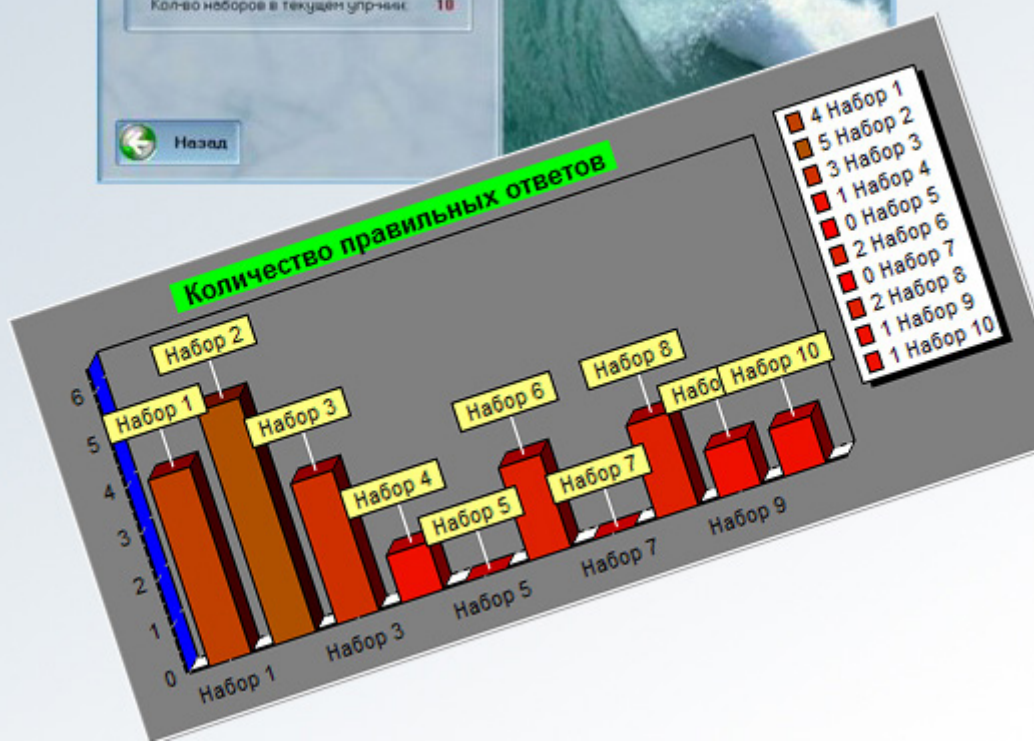 Кол-во наборов в текущем упр-нии: 10
Назад
Количество правильных ответов
4 Набор 1
5 Набор 2
3 Набор 3
1 Набор 4
0 Набор 5
2 Набор 6
0 Набор 7
2 Набор 8
1 Набор 9
1 Набор 10
Набор 1
Набор 2
Набор 3
Набор 4
Набор 5
Набор 6
Набор 7
Набор 8
Набо
Набор 10
6
5
4
3
2
1
0
Набор 1
Набор 3
Набор 5
Набор 7
Набор 9